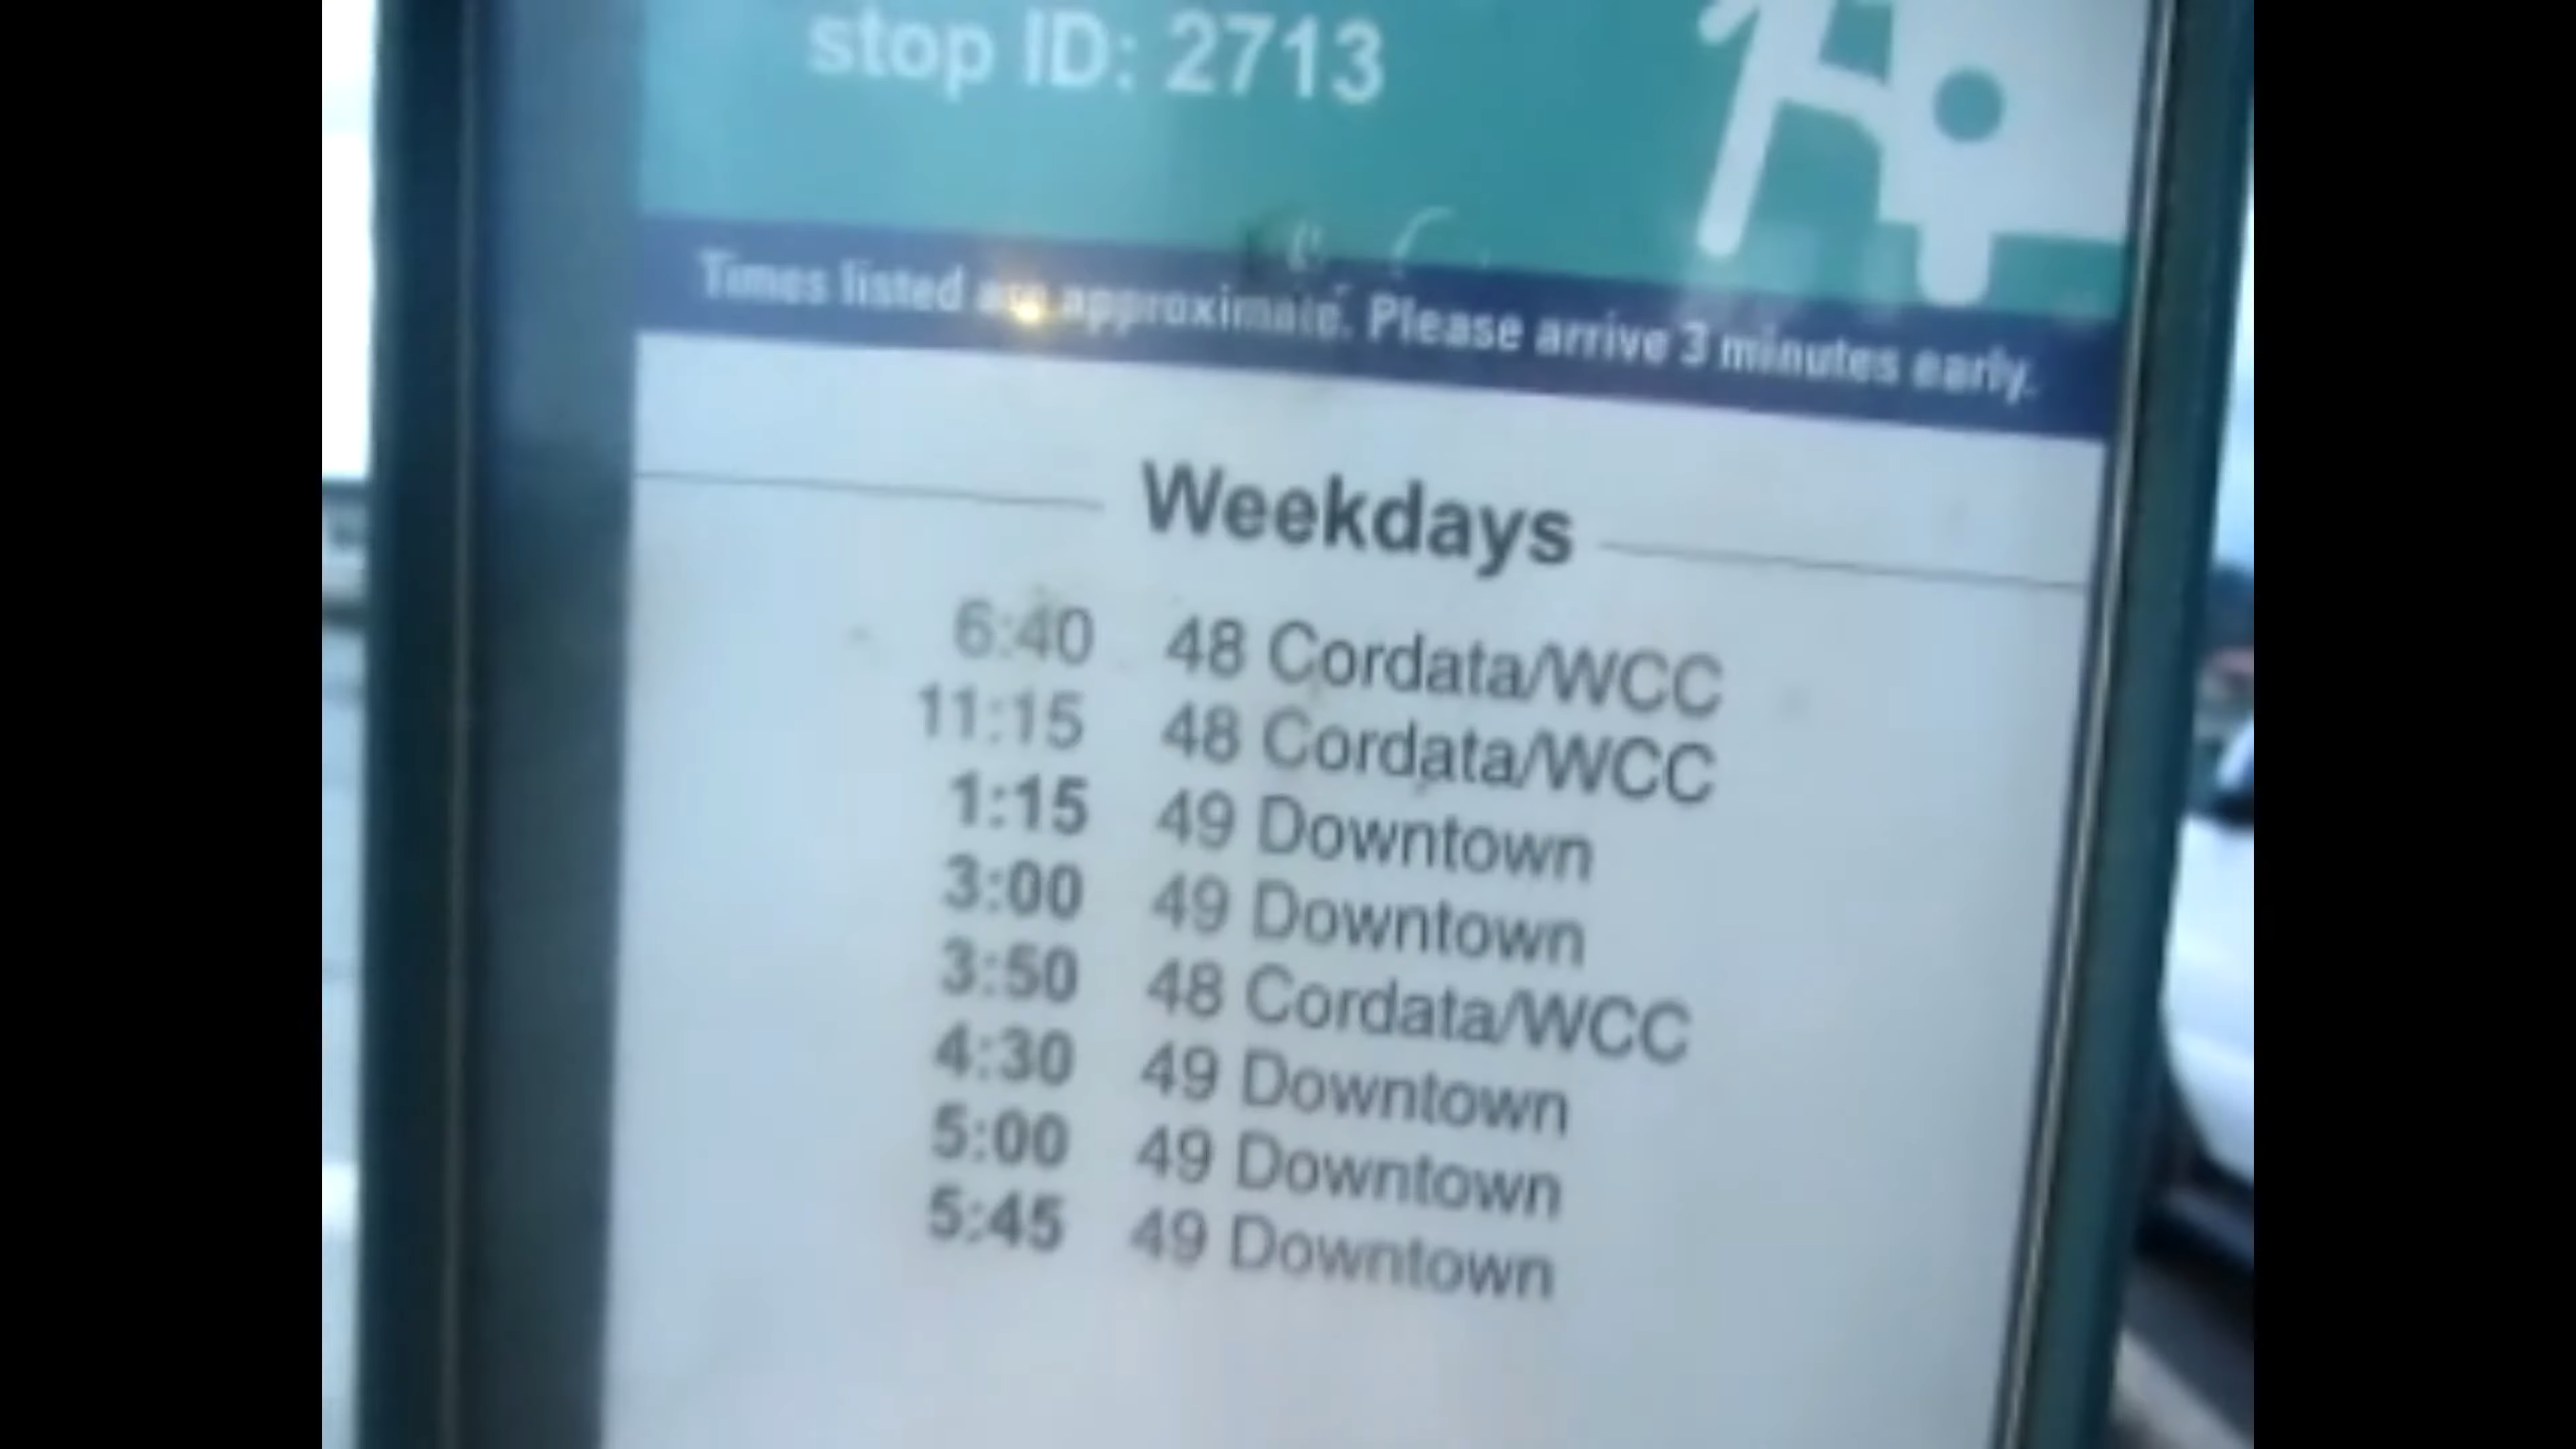 stop ID: 2713
Times listed are approximate. Please arrive 3 minutes early.
Weekdays
6:40 48 Cordata/WCC
11:15 48 Cordata/WCC
1:15 49 Downtown
3:00 49 Downtown
3:50 48 Cordata/WCC
4:30 49 Downtown
5:00 49 Downtown
5:45 49 Downtown